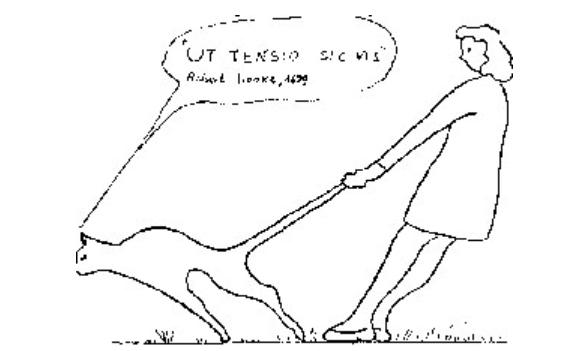 "UT TENSIO SIC VIS"
Robert Hooke, 1679